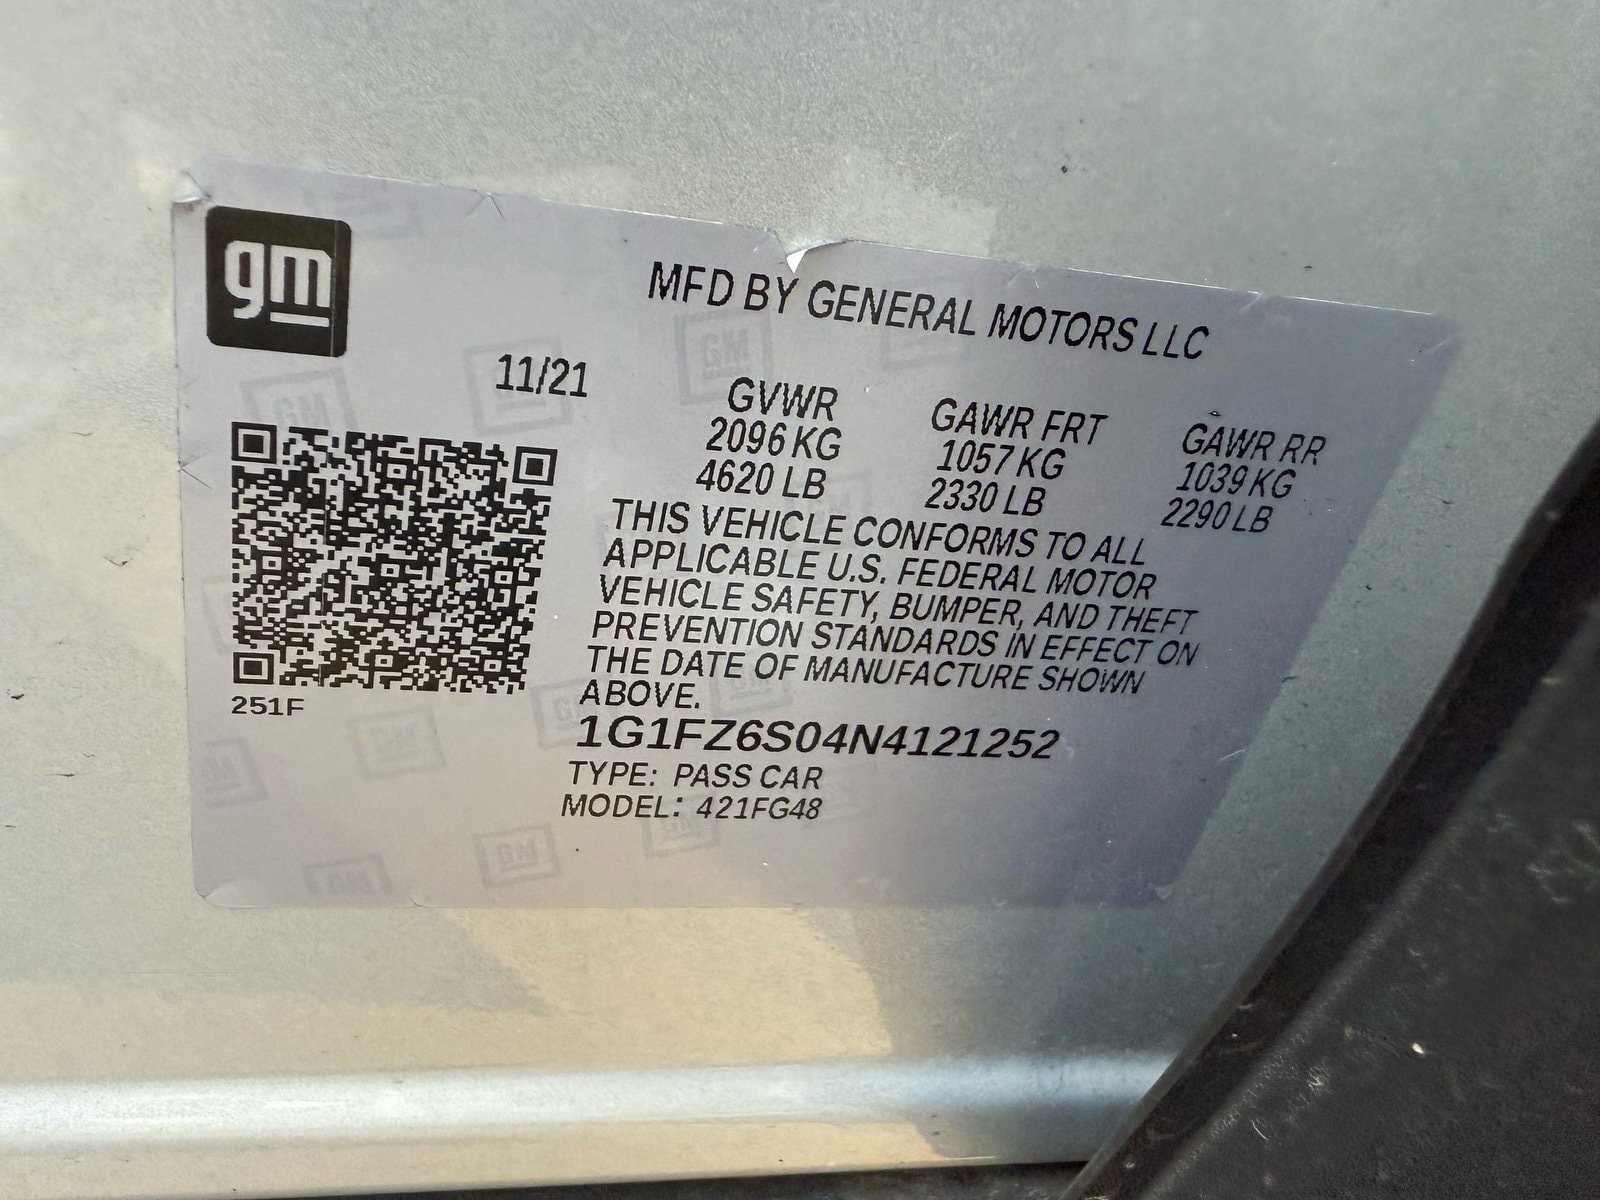 gm
MFD BY GENERAL MOTORS LLC
11/21
GVWR GAWR FRT GAWR RR
2096 KG 1057 KG 1039 KG
4620 LB 2330 LB 2290 LB
THIS VEHICLE CONFORMS TO ALL
APPLICABLE U.S. FEDERAL MOTOR
VEHICLE SAFETY, BUMPER, AND THEFT
PREVENTION STANDARDS IN EFFECT ON
THE DATE OF MANUFACTURE SHOWN
ABOVE.
251F
1G1FZ6S04N4121252
TYPE: PASS CAR
MODEL: 421FG48